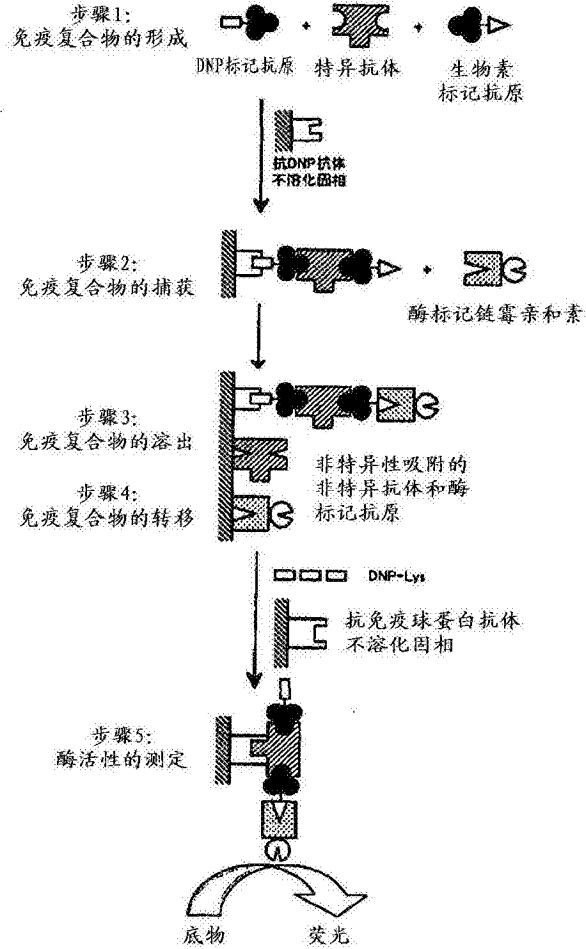 步骤1:
免疫复合物的形成
DNP标记抗原
特异抗体
生物素
标记抗原
抗DNP抗体
不溶化固相
步骤2:
免疫复合物的捕获
酶标记链霉亲和素
步骤3:
免疫复合物的溶出
步骤4:
免疫复合物的转移
非特异性吸附的
非特异抗体和酶
标记抗原
DNP-Lys
抗免疫球蛋白抗体
不溶化固相
步骤5:
酶活性的测定
底物
荧光